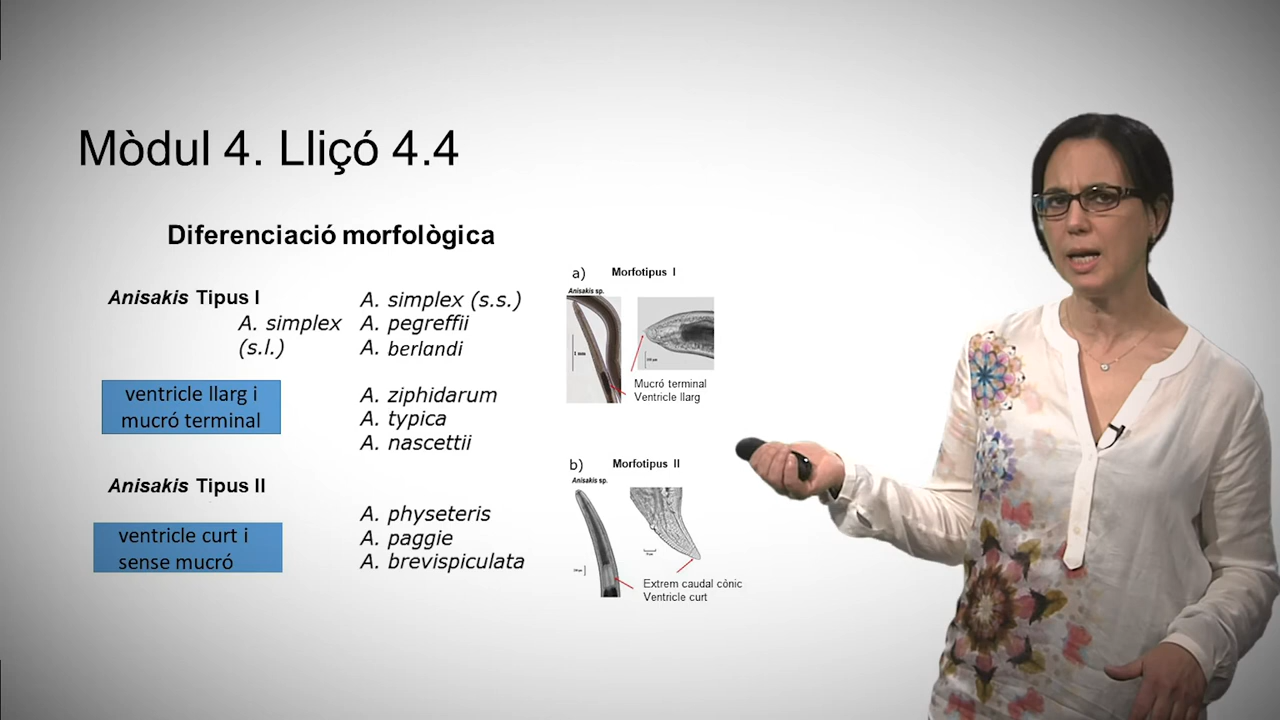 Mòdul 4. Lliçó 4.4
Diferenciació morfològica
Anisakis Tipus I
A. simplex
(s.l.)
A. simplex (s.s.)
A. pegreffii
A. berlandi
ventricle llarg i
mucró terminal
A. ziphidarum
A. typica
A. nascettii
Anisakis Tipus II
ventricle curt i
sense mucró
A. physeteris
A. paggie
A. brevispiculata
a)
Morfotipus I
Anisakis sp.
1 mm
Mucró terminal
Ventricle llarg
b)
Morfotipus II
Anisakis sp.
Extrem caudal cònic
Ventricle curt